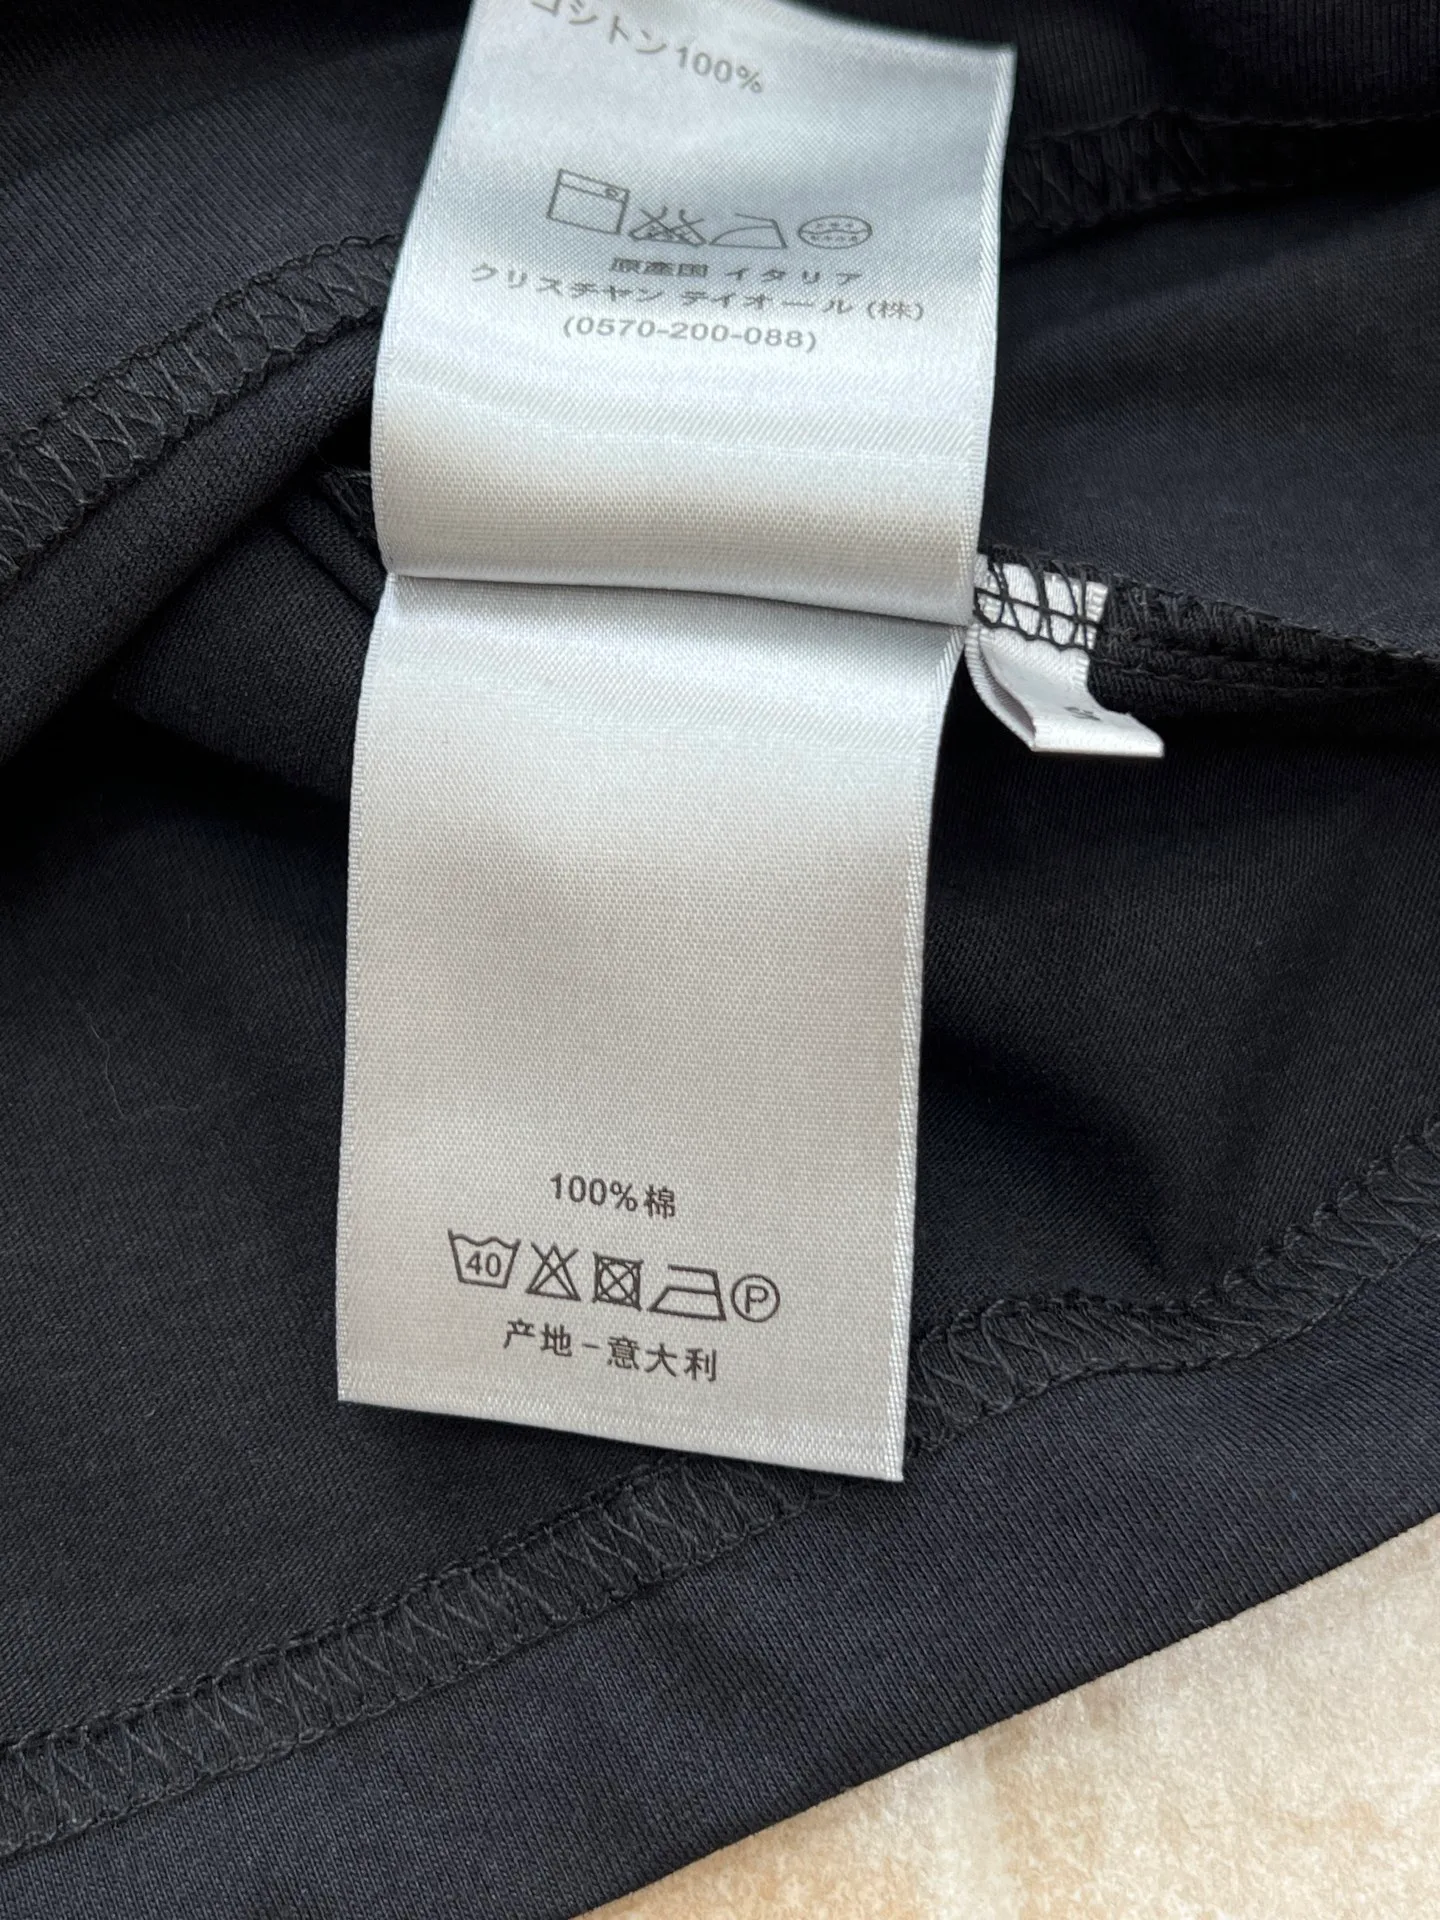 コットン100%
原産国 イタリア
クリスチャン ディオール (株)
(0570-200-088)
S
100%棉
40
P
产地-意大利